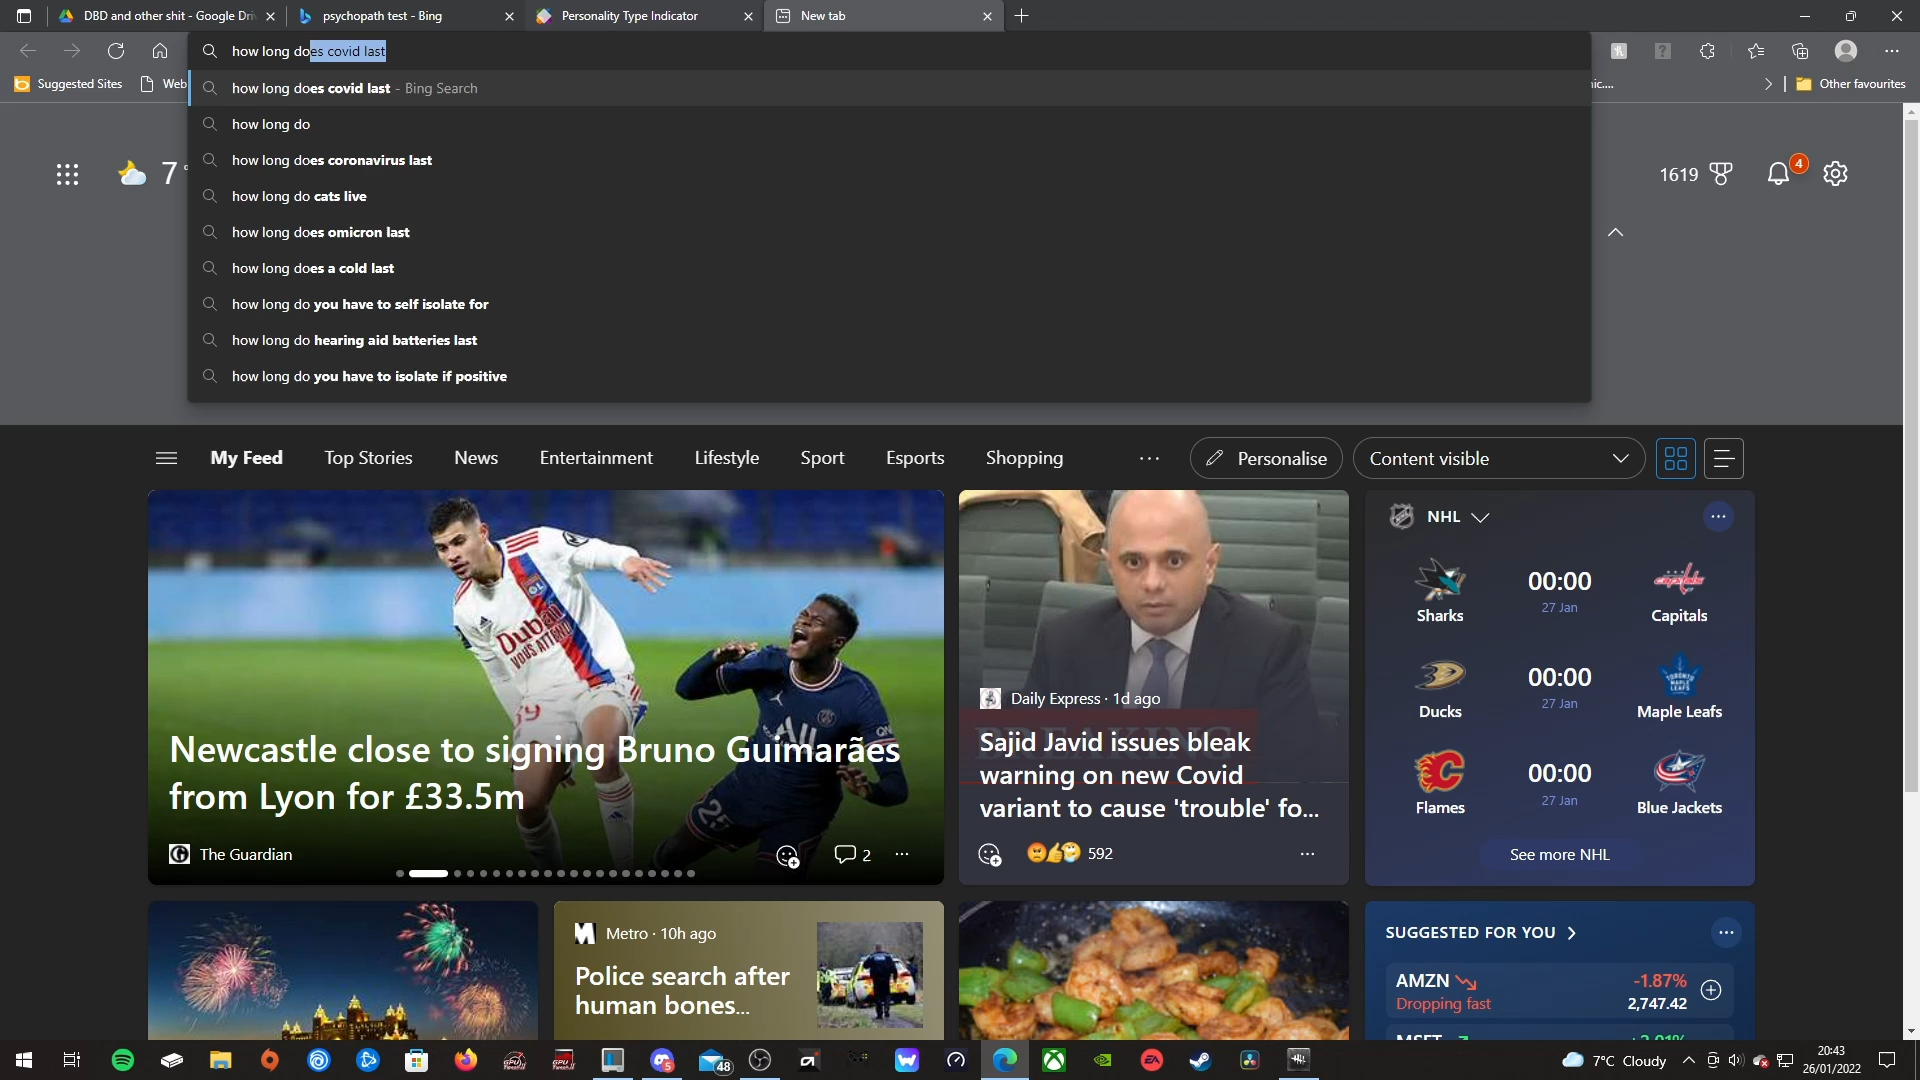 DBD and other shit - Google Dri
psychopath test - Bing
Personality Type Indicator
New tab
how long does covid last
Suggested Sites
Web
ic....
Other favourites
how long does covid last - Bing Search
how long do
how long does coronavirus last
how long do cats live
how long does omicron last
how long does a cold last
how long do you have to self isolate for
how long do hearing aid batteries last
how long do you have to isolate if positive
7°
1619
4
My Feed
Top Stories
News
Entertainment
Lifestyle
Sport
Esports
Shopping
Personalise
Content visible
Newcastle close to signing Bruno Guimarães
from Lyon for £33.5m
The Guardian
2
Daily Express · 1d ago
BREAKING
Sajid Javid issues bleak
warning on new Covid
variant to cause 'trouble' fo...
592
NHL
Sharks
00:00
27 Jan
Capitals
Ducks
00:00
27 Jan
Maple Leafs
Flames
00:00
27 Jan
Blue Jackets
See more NHL
Metro · 10h ago
Police search after
human bones...
SUGGESTED FOR YOU
AMZN
-1.87%
Dropping fast
2,747.42
MSFT
48
5
7°C Cloudy
20:43
26/01/2022